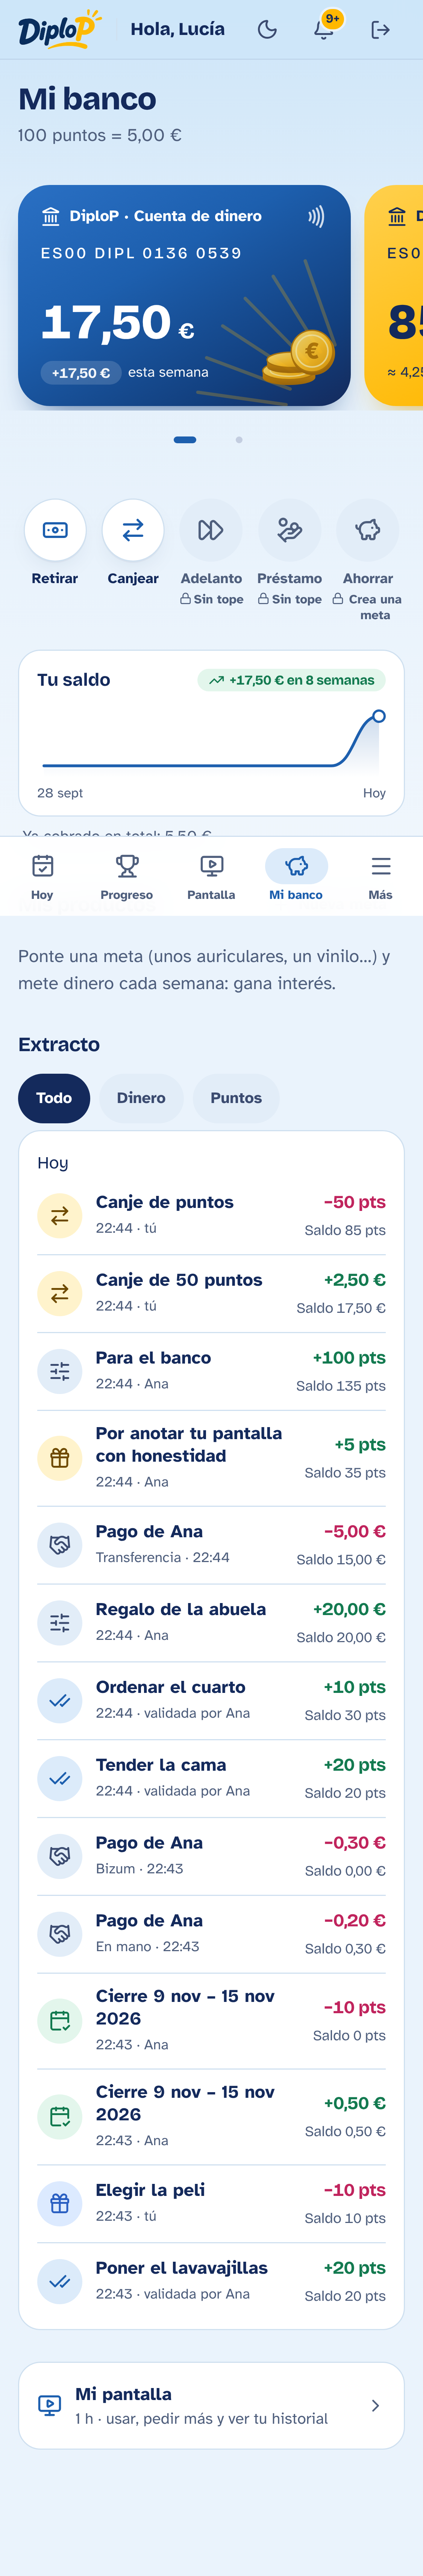 DiploP
Hola, Lucía
9+
Mi banco
100 puntos = 5,00 €
DiploP · Cuenta de dinero
ES00 DIPL 0136 0539
17,50 €
+17,50 € esta semana
ES0
85
≈ 4,25
Retirar
Canjear
Adelanto
Préstamo
Ahorrar
Sin tope
Sin tope
Crea una
meta
Tu saldo
+17,50 € en 8 semanas
28 sept
Hoy
Ya cobrado en total: 5,50 €
Hoy
Progreso
Pantalla
Mi banco
Más
Ponte una meta (unos auriculares, un vinilo…) y
mete dinero cada semana: gana interés.
Extracto
Todo
Dinero
Puntos
Hoy
Canje de puntos
−50 pts
22:44 · tú
Saldo 85 pts
Canje de 50 puntos
+2,50 €
22:44 · tú
Saldo 17,50 €
Para el banco
+100 pts
22:44 · Ana
Saldo 135 pts
Por anotar tu pantalla
con honestidad
+5 pts
22:44 · Ana
Saldo 35 pts
Pago de Ana
−5,00 €
Transferencia · 22:44
Saldo 15,00 €
Regalo de la abuela
+20,00 €
22:44 · Ana
Saldo 20,00 €
Ordenar el cuarto
+10 pts
22:44 · validada por Ana
Saldo 30 pts
Tender la cama
+20 pts
22:44 · validada por Ana
Saldo 20 pts
Pago de Ana
−0,30 €
Bizum · 22:43
Saldo 0,00 €
Pago de Ana
−0,20 €
En mano · 22:43
Saldo 0,30 €
Cierre 9 nov – 15 nov
2026
−10 pts
22:43 · Ana
Saldo 0 pts
Cierre 9 nov – 15 nov
2026
+0,50 €
22:43 · Ana
Saldo 0,50 €
Elegir la peli
−10 pts
22:43 · tú
Saldo 10 pts
Poner el lavavajillas
+20 pts
22:43 · validada por Ana
Saldo 20 pts
Mi pantalla
1 h · usar, pedir más y ver tu historial